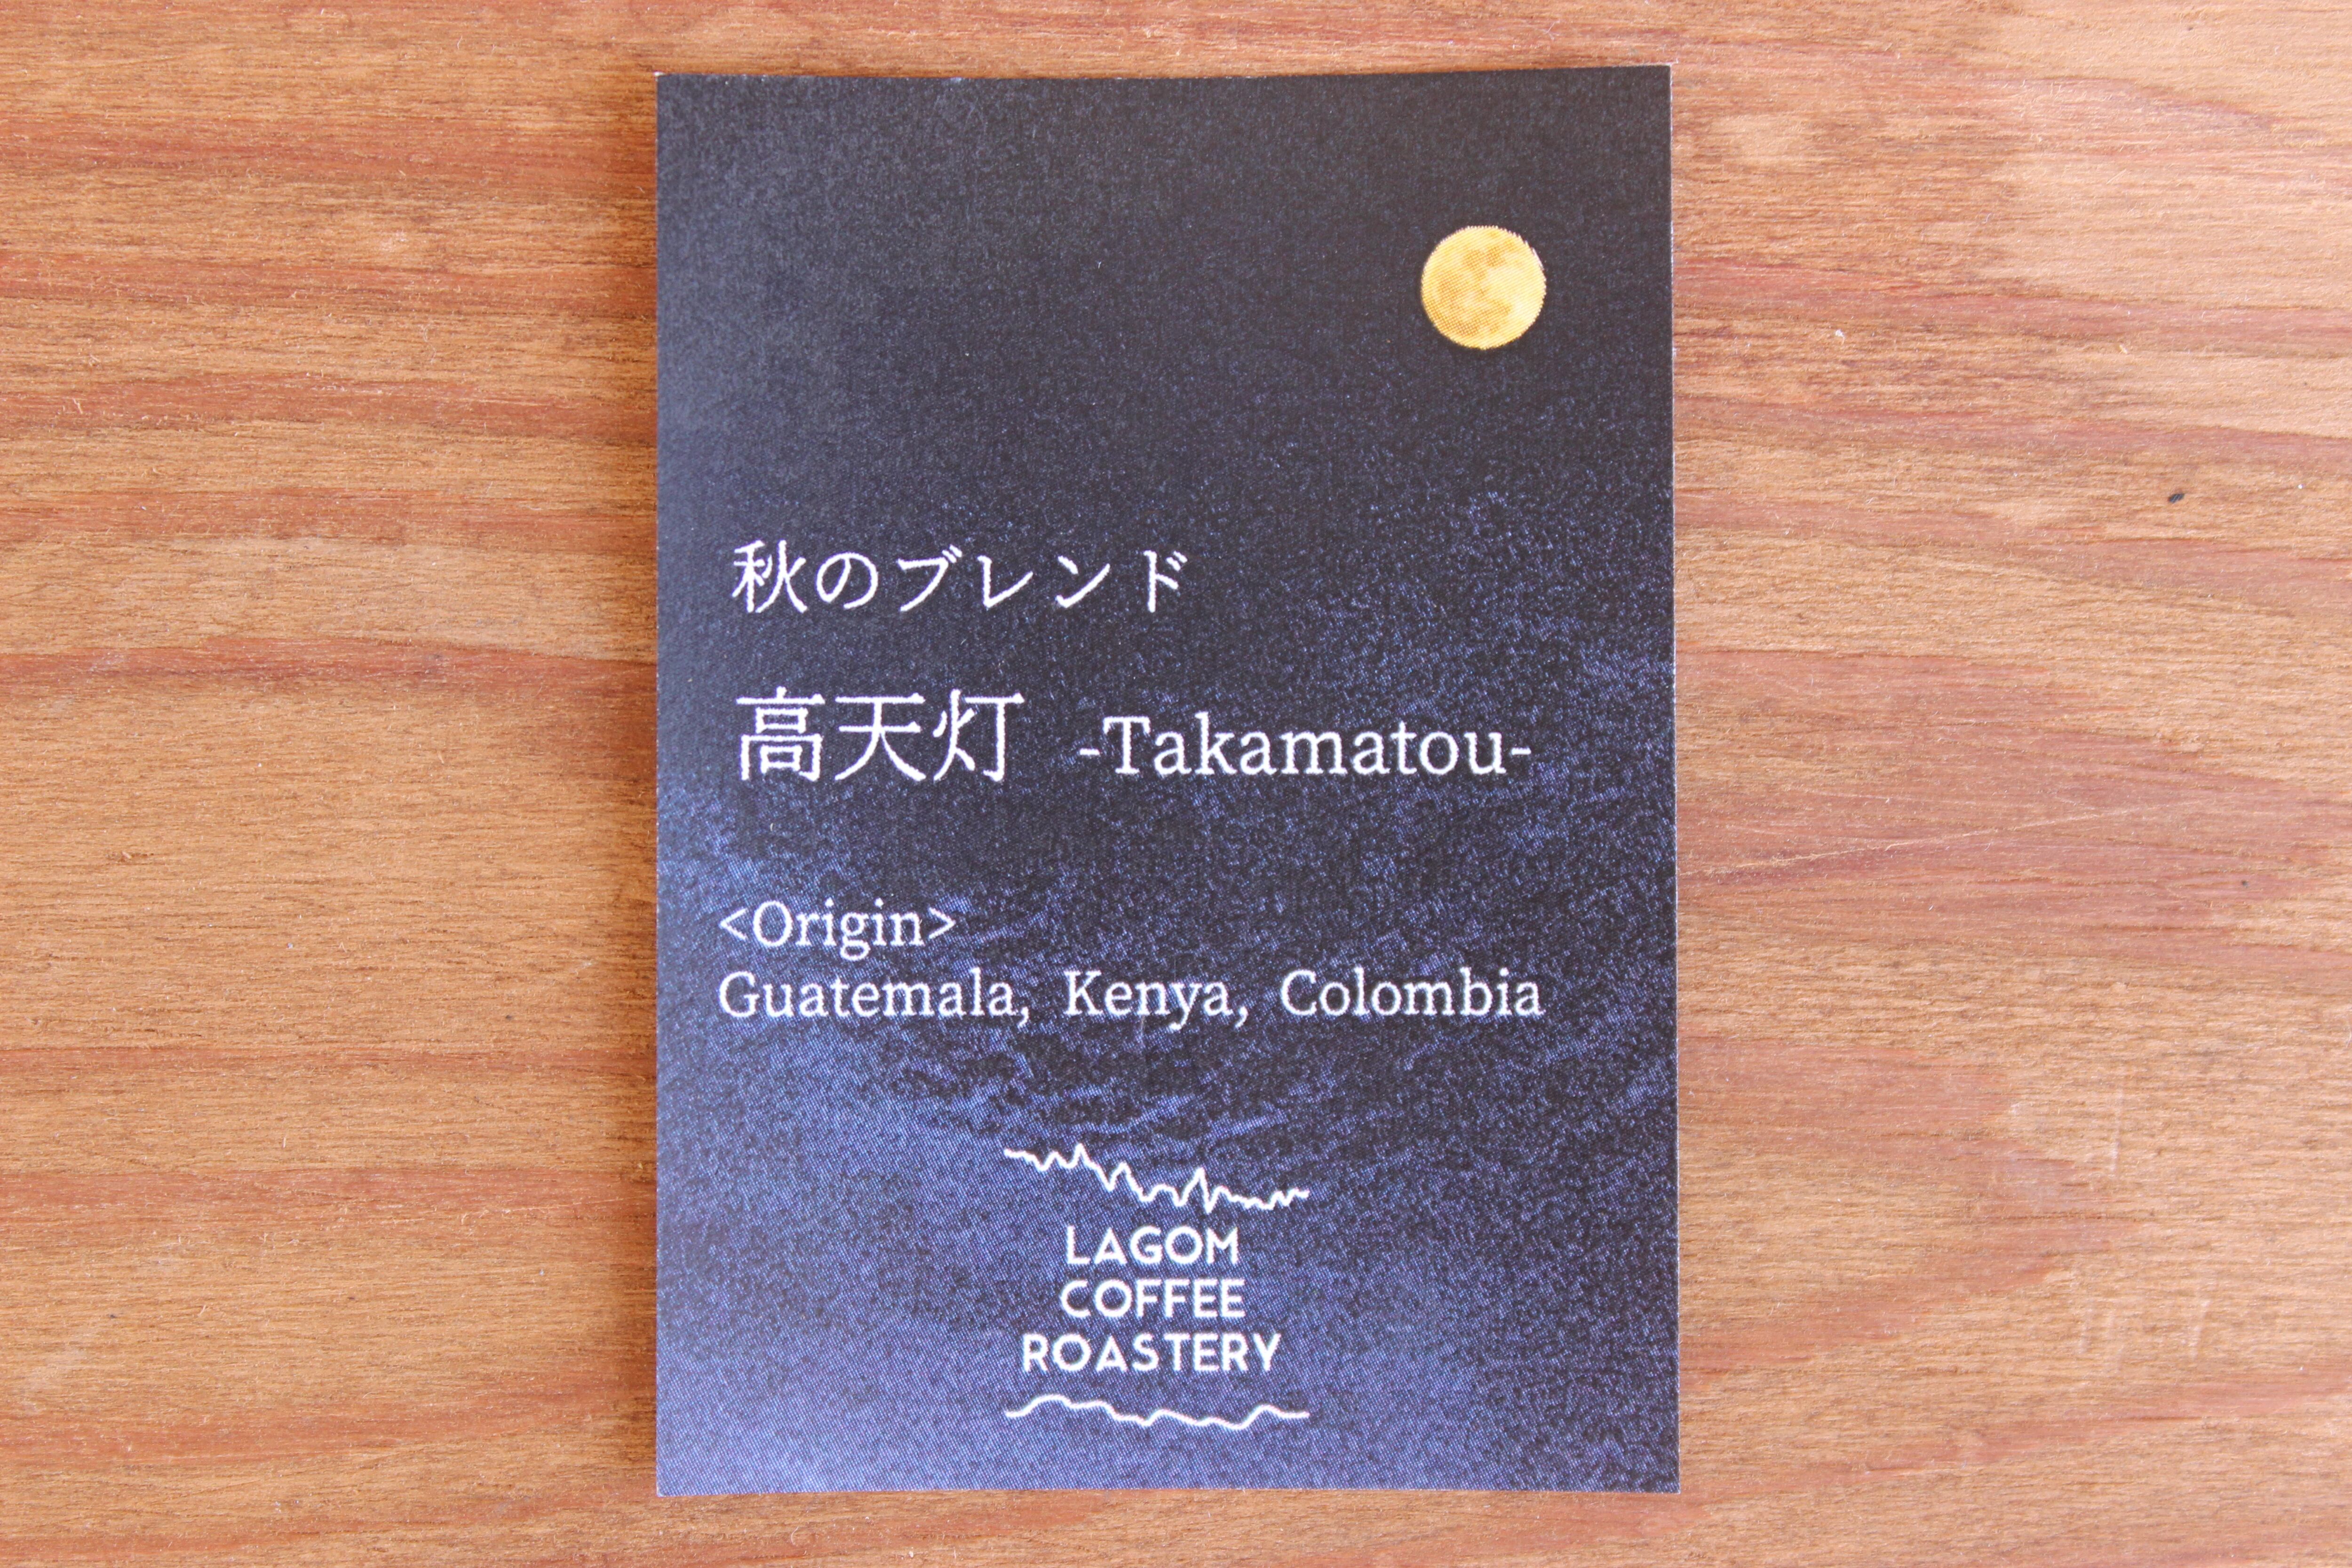 秋のブレンド
高天灯 -Takamatou-
<Origin>
Guatemala, Kenya, Colombia
LAGOM
COFFEE
ROASTERY